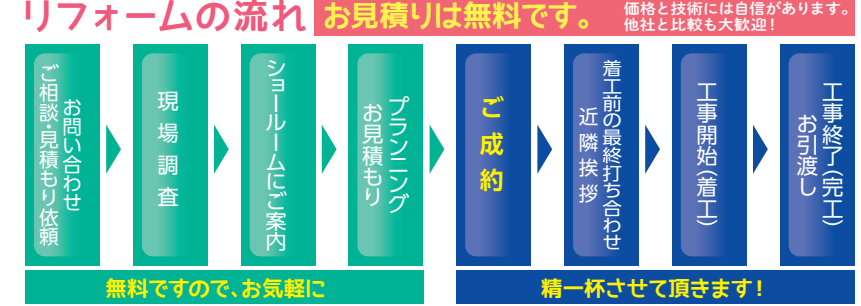 リフォームの流れ
お見積りは無料です。
価格と技術には自信があります。
他社と比較も大歓迎！
お問い合わせ
ご相談・見積もり依頼
現場調査
ショールームにご案内
プランニング
お見積もり
ご成約
着工前の最終打ち合わせ
近隣挨拶
工事開始（着工）
工事終了（完工）
お引渡し
無料ですので、お気軽に
精一杯させて頂きます！